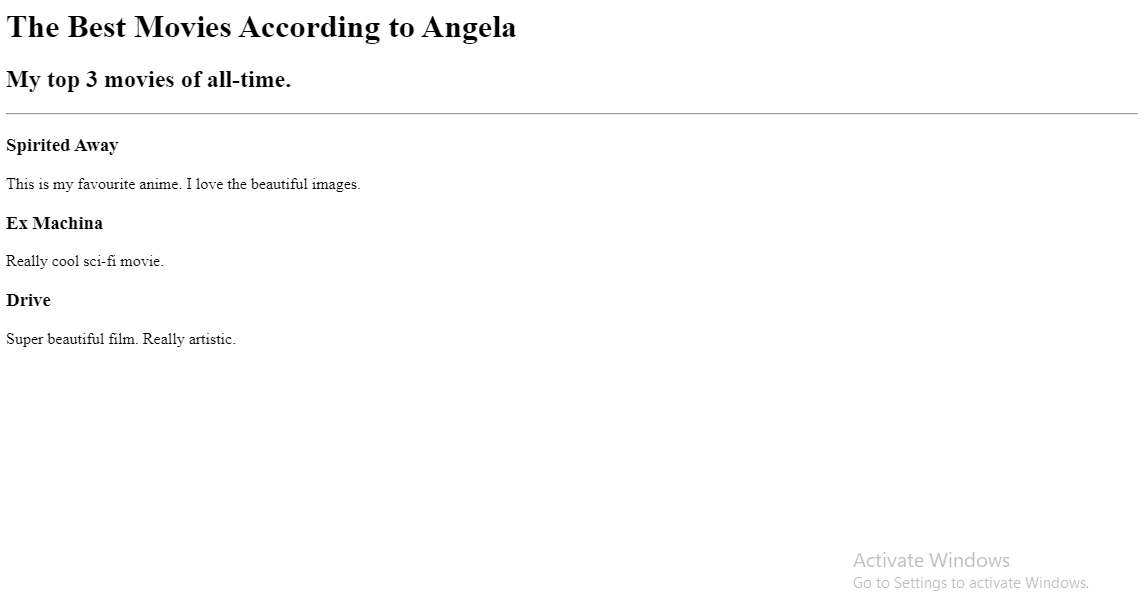 The Best Movies According to Angela
My top 3 movies of all-time.
Spirited Away
This is my favourite anime. I love the beautiful images.
Ex Machina
Really cool sci-fi movie.
Drive
Super beautiful film. Really artistic.
Activate Windows
Go to Settings to activate Windows.